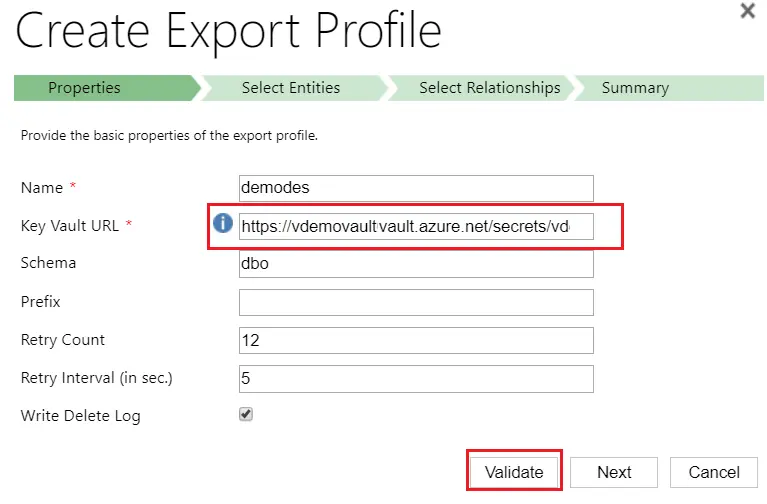 Create Export Profile
Properties Select Entities Select Relationships Summary
Provide the basic properties of the export profile.
Name * demodes
Key Vault URL * https://vdemovault.vault.azure.net/secrets/vd
Schema dbo
Prefix
Retry Count 12
Retry Interval (in sec.) 5
Write Delete Log
Validate Next Cancel